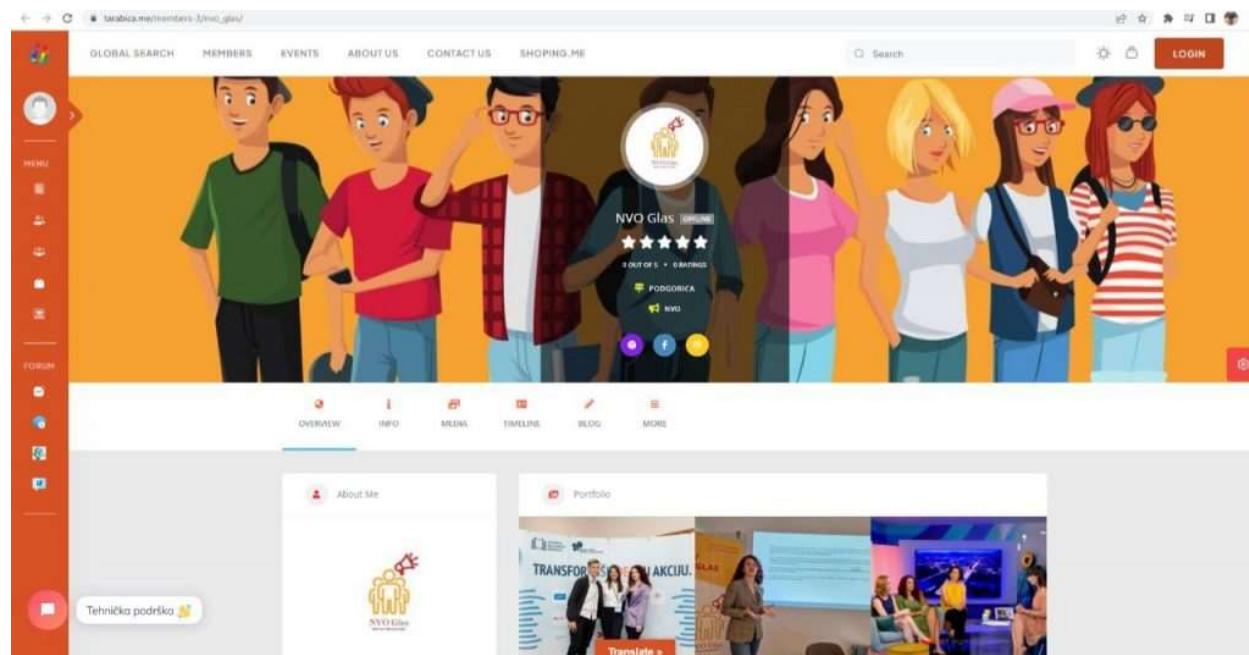 tarabica.me/members-3/nvo_glas/
GLOBAL SEARCH MEMBERS EVENTS ABOUT US CONTACT US SHOPING.ME
Search
LOGIN
MENU
FORUM
NVO Glas OFFLINE
0 OUT OF 5 • 0 RATINGS
PODGORICA
NVO
OVERVIEW INFO MEDIA TIMELINE BLOG MORE
About Me
Portfolio
NVO Glas
TRANSFORMIŠI U AKCIJU.
GLAS
Translate »
Tehnička podrška